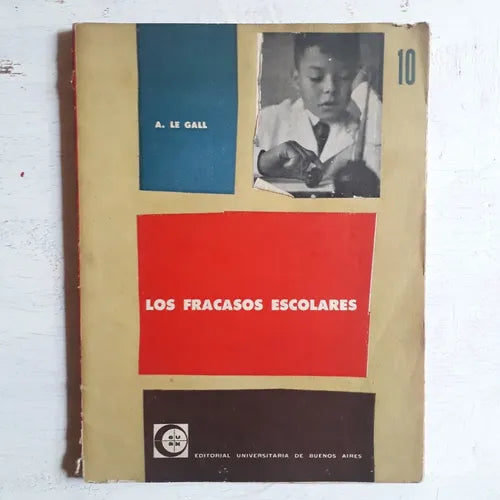 10
A. LE GALL
LOS FRACASOS ESCOLARES
EDITORIAL UNIVERSITARIA DE BUENOS AIRES